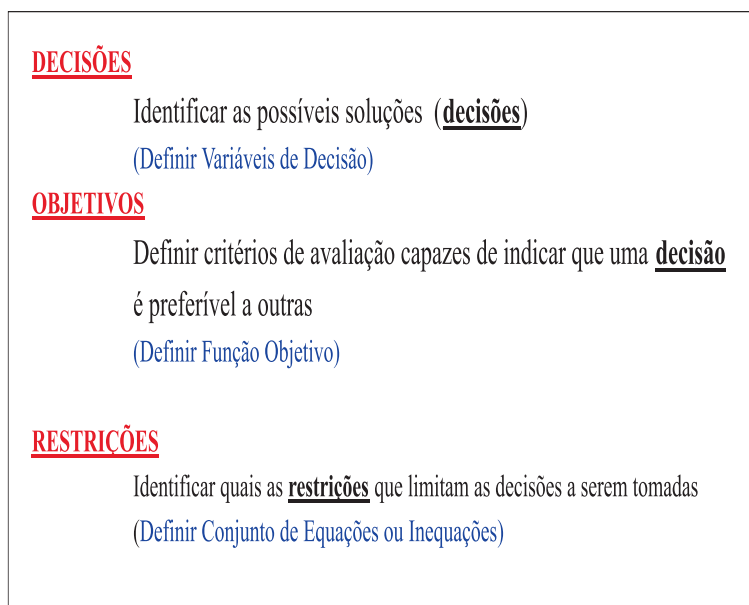 DECISÕES
Identificar as possíveis soluções (decisões)
(Definir Variáveis de Decisão)
OBJETIVOS
Definir critérios de avaliação capazes de indicar que uma decisão
é preferível a outras
(Definir Função Objetivo)
RESTRIÇÕES
Identificar quais as restrições que limitam as decisões a serem tomadas
(Definir Conjunto de Equações ou Inequações)